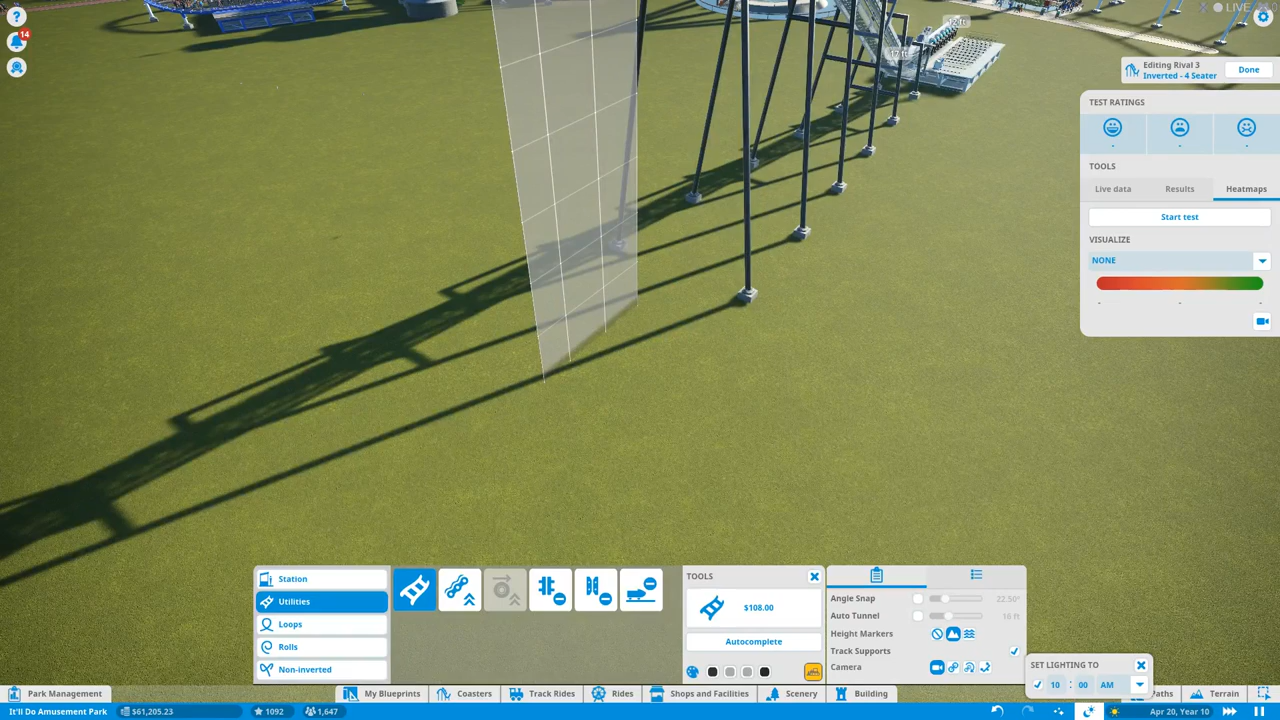 ?
14
LIVE
17 ft
Editing Rival 3
Inverted - 4 Seater
Done
TEST RATINGS
-
-
-
TOOLS
Live data
Results
Heatmaps
Start test
VISUALIZE
NONE
-
-
-
Station
Utilities
Loops
Rolls
Non-inverted
TOOLS
$108.00
Autocomplete
Angle Snap
22.50°
Auto Tunnel
16 ft
Height Markers
Track Supports
Camera
SET LIGHTING TO
10 : 00 AM
Park Management
My Blueprints
Coasters
Track Rides
Rides
Shops and Facilities
Scenery
Building
Paths
Terrain
It'll Do Amusement Park
$61,205.23
1092
1,647
Apr 20, Year 10